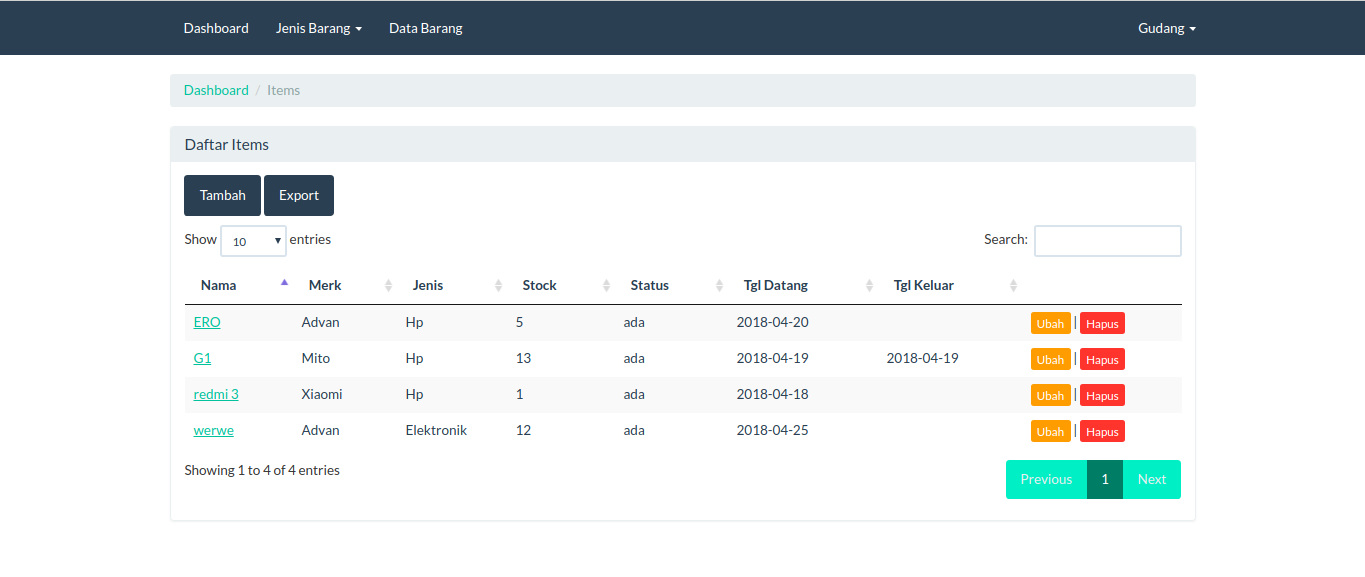 Dashboard Jenis Barang Data Barang Gudang
Dashboard / Items
Daftar Items
Tambah Export
Show 10 entries Search:
Nama Merk Jenis Stock Status Tgl Datang Tgl Keluar
ERO Advan Hp 5 ada 2018-04-20 Ubah | Hapus
G1 Mito Hp 13 ada 2018-04-19 2018-04-19 Ubah | Hapus
redmi 3 Xiaomi Hp 1 ada 2018-04-18 Ubah | Hapus
werwe Advan Elektronik 12 ada 2018-04-25 Ubah | Hapus
Showing 1 to 4 of 4 entries Previous 1 Next